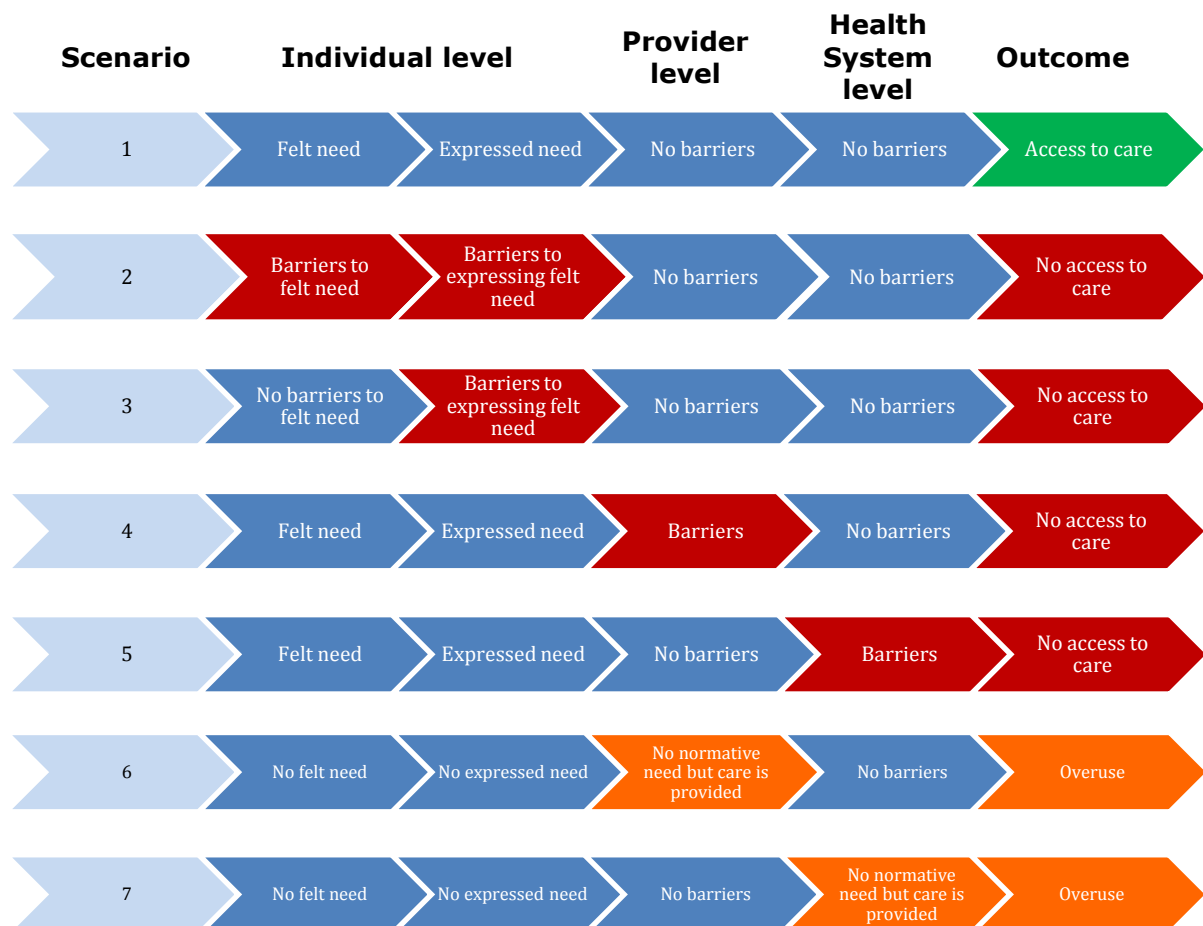 Scenario
Individual level
Provider
level
Health
System
level
Outcome
1
Felt need
Expressed need
No barriers
No barriers
Access to care
2
Barriers to
felt need
Barriers to
expressing felt
need
No barriers
No barriers
No access to
care
3
No barriers to
felt need
Barriers to
expressing felt
need
No barriers
No barriers
No access to
care
4
Felt need
Expressed need
Barriers
No barriers
No access to
care
5
Felt need
Expressed need
No barriers
Barriers
No access to
care
6
No felt need
No expressed need
No normative
need but care is
provided
No barriers
Overuse
7
No felt need
No expressed need
No barriers
No normative
need but care is
provided
Overuse